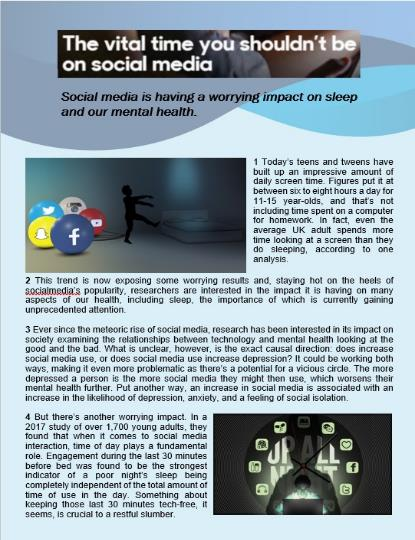 The vital time you shouldn't be
on social media
Social media is having a worrying impact on sleep
and our mental health.
1 Today's teens and tweens have
built up an impressive amount of
daily screen time. Figures put it at
between six to eight hours a day for
11-15 year-olds, and that's not
including time spent on a computer
for homework. In fact, even the
average UK adult spends more
time looking at a screen than they
do sleeping, according to one
analysis.
2 This trend is now exposing some worrying results and, staying hot on the heels of
socialmedia's popularity, researchers are interested in the impact it is having on many
aspects of our health, including sleep, the importance of which is currently gaining
unprecedented attention.
3 Ever since the meteoric rise of social media, research has been interested in its impact on
society examining the relationships between technology and mental health looking at the
good and the bad. What is unclear, however, is the exact causal direction: does increase
social media use, or does social media use increase depression? It could be working both
ways, making it even more problematic as there's a potential for a vicious circle. The more
depressed a person is the more social media they might then use, which worsens their
mental health further. Put another way, an increase in social media is associated with an
increase in the likelihood of depression, anxiety, and a feeling of social isolation.
4 But there's another worrying impact. In a
2017 study of over 1,700 young adults, they
found that when it comes to social media
interaction, time of day plays a fundamental
role. Engagement during the last 30 minutes
before bed was found to be the strongest
indicator of a poor night's sleep being
completely independent of the total amount of
time of use in the day. Something about
keeping those last 30 minutes tech-free, it
seems, is crucial to a restful slumber.
UP ALL